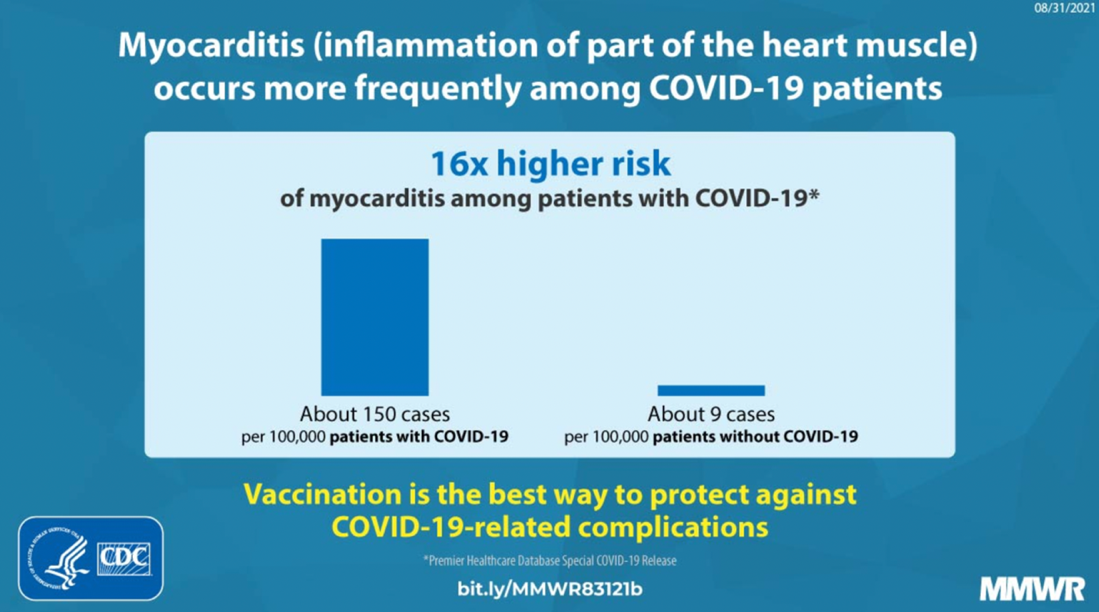 08/31/2021
Myocarditis (inflammation of part of the heart muscle)
occurs more frequently among COVID-19 patients
16x higher risk
of myocarditis among patients with COVID-19*
About 150 cases
per 100,000 patients with COVID-19
About 9 cases
per 100,000 patients without COVID-19
Vaccination is the best way to protect against
COVID-19-related complications
*Premier Healthcare Database Special COVID-19 Release
bit.ly/MMWR83121b
CDC
MMWR